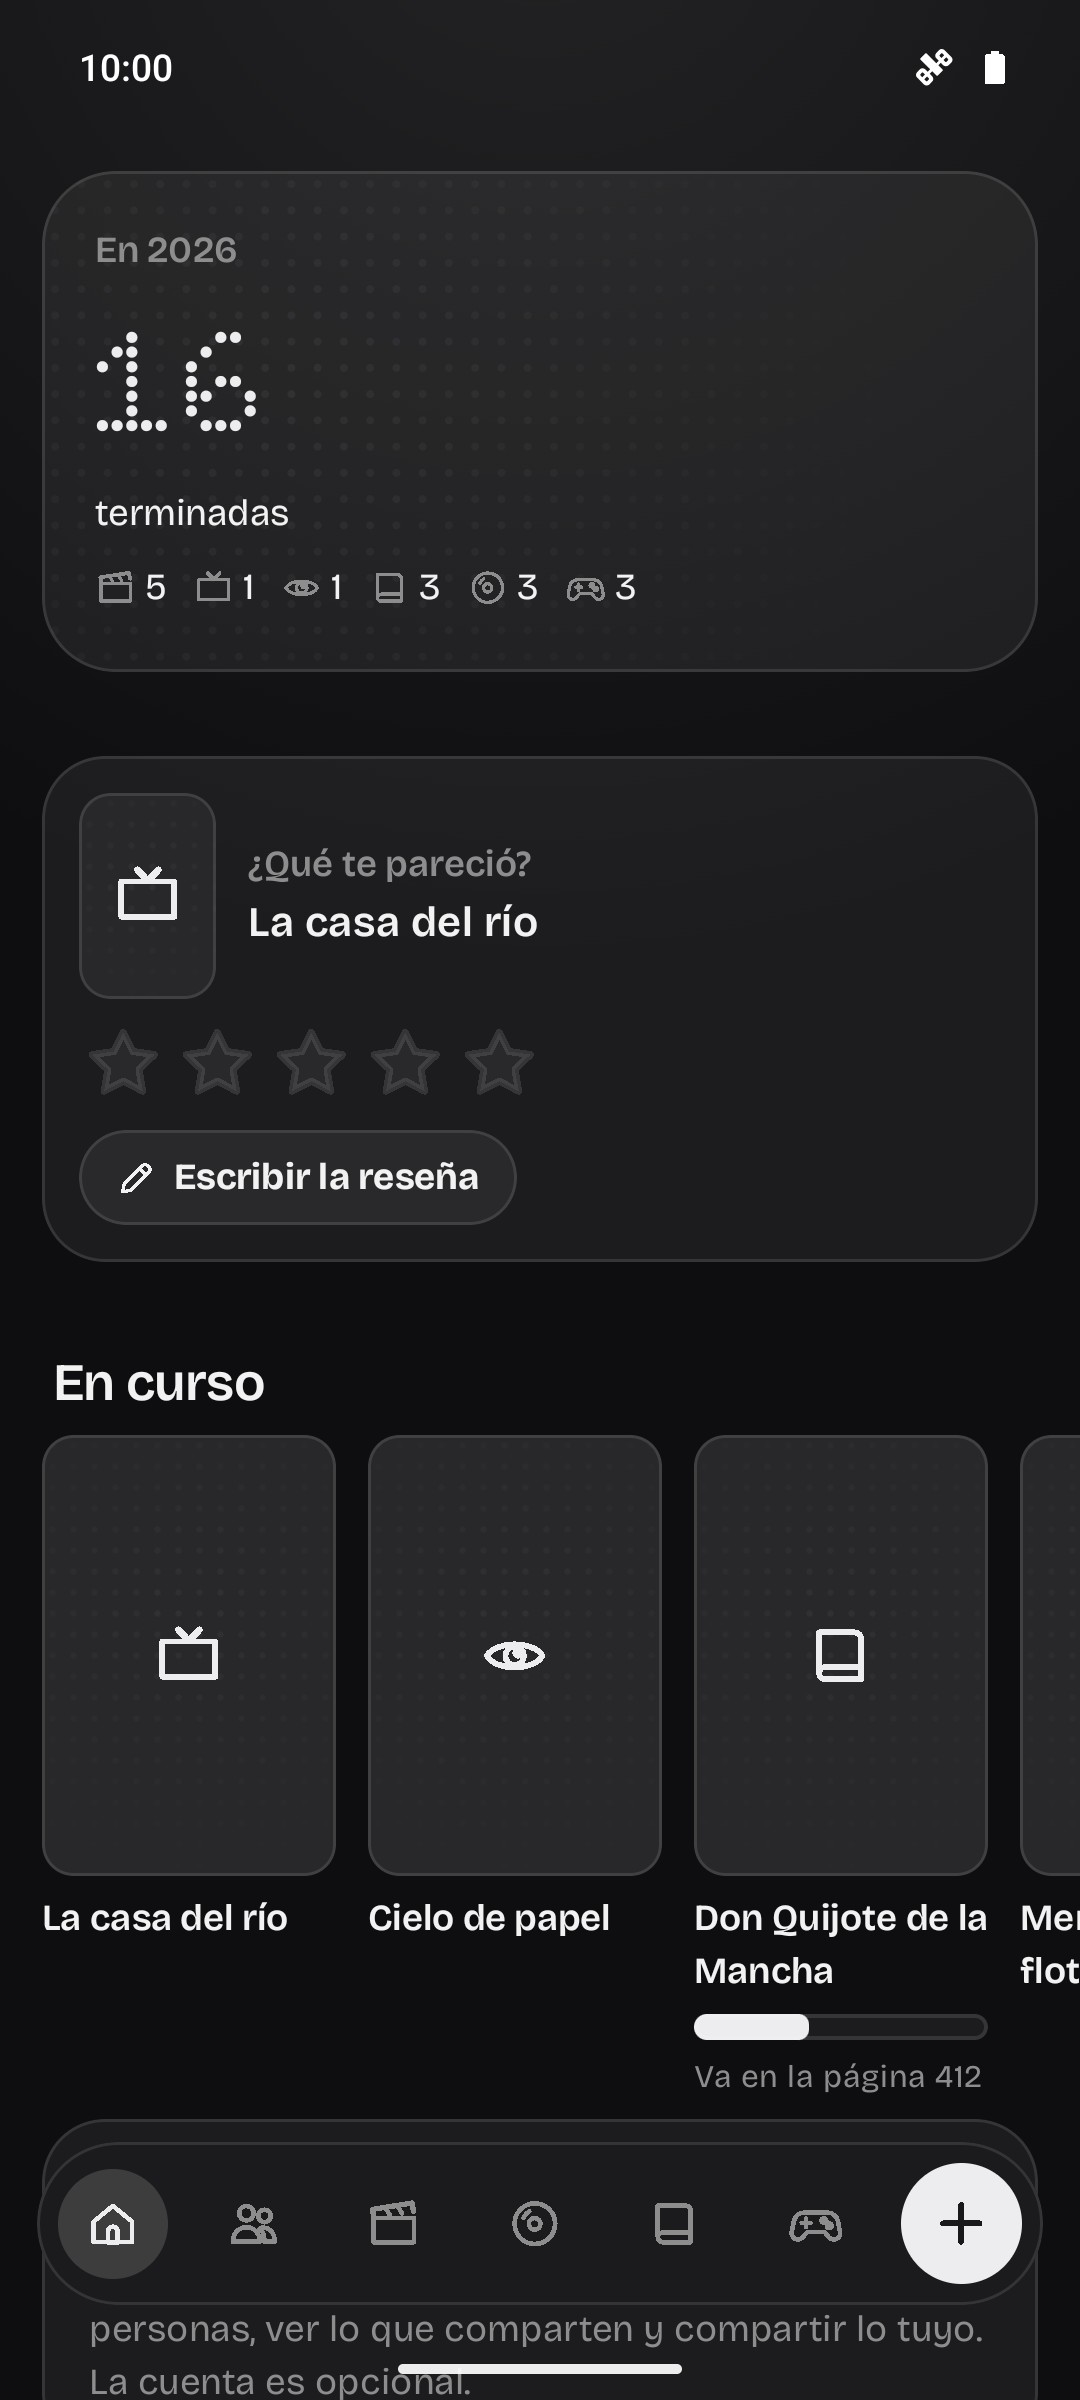 10:00
En 2026
16
terminadas
5 1 1 3 3 3
¿Qué te pareció?
La casa del río
Escribir la reseña
En curso
La casa del río
Cielo de papel
Don Quijote de la
Mancha
Va en la página 412
personas, ver lo que comparten y compartir lo tuyo.
La cuenta es opcional.